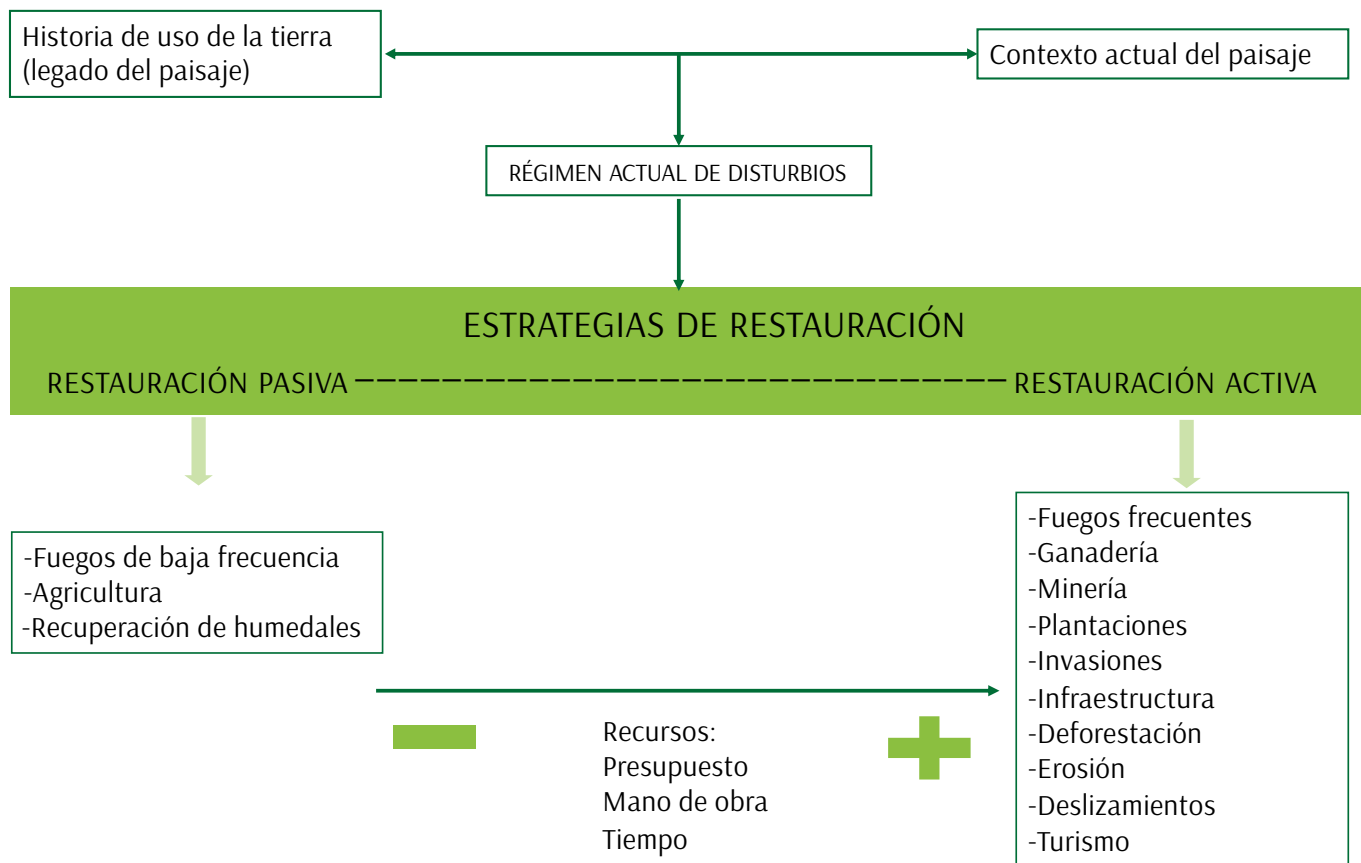 Historia de uso de la tierra
(legado del paisaje)
Contexto actual del paisaje
RÉGIMEN ACTUAL DE DISTURBIOS
ESTRATEGIAS DE RESTAURACIÓN
RESTAURACIÓN PASIVA
RESTAURACIÓN ACTIVA
-Fuegos de baja frecuencia
-Agricultura
-Recuperación de humedales
-Fuegos frecuentes
-Ganadería
-Minería
-Plantaciones
-Invasiones
-Infraestructura
-Deforestación
-Erosión
-Deslizamientos
-Turismo
Recursos:
Presupuesto
Mano de obra
Tiempo